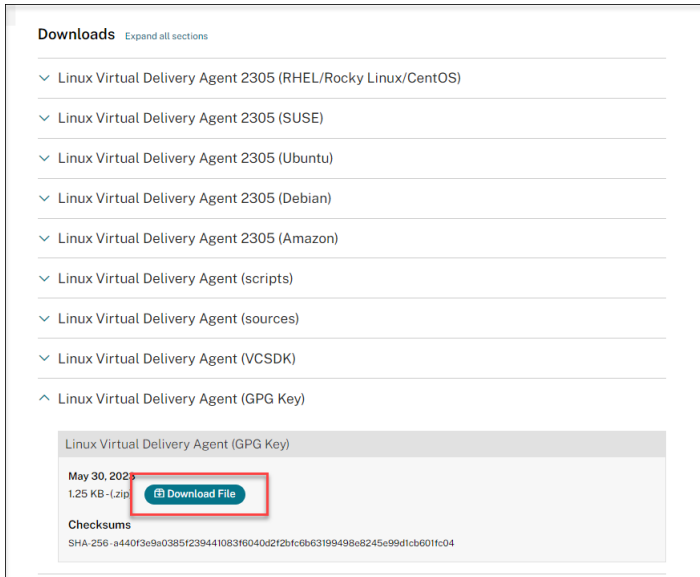 Downloads Expand all sections
Linux Virtual Delivery Agent 2305 (RHEL/Rocky Linux/CentOS)
Linux Virtual Delivery Agent 2305 (SUSE)
Linux Virtual Delivery Agent 2305 (Ubuntu)
Linux Virtual Delivery Agent 2305 (Debian)
Linux Virtual Delivery Agent 2305 (Amazon)
Linux Virtual Delivery Agent (scripts)
Linux Virtual Delivery Agent (sources)
Linux Virtual Delivery Agent (VCSDK)
Linux Virtual Delivery Agent (GPG Key)
Linux Virtual Delivery Agent (GPG Key)
May 30, 2023
1.25 KB - (.zip Download File
Checksums
SHA-256 - a440f3e9a0385f239441083f6040d2f2bfc6b63199498e8245e99d1cb601fc04